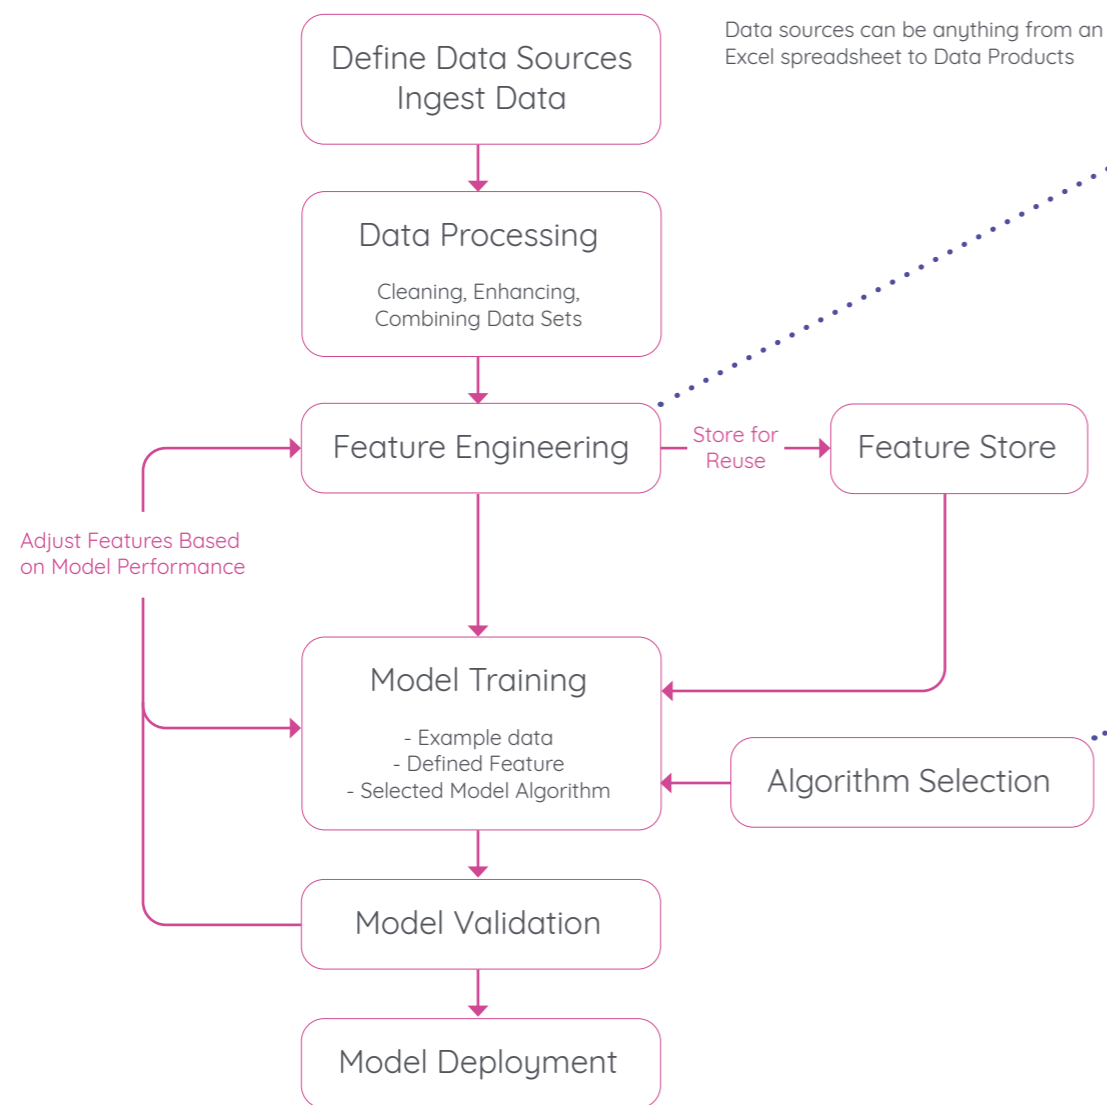 Define Data Sources
Ingest Data
Data sources can be anything from an
Excel spreadsheet to Data Products
Data Processing
Cleaning, Enhancing,
Combining Data Sets
Feature Engineering
Store for
Reuse
Feature Store
Adjust Features Based
on Model Performance
Model Training
- Example data
- Defined Feature
- Selected Model Algorithm
Algorithm Selection
Model Validation
Model Deployment